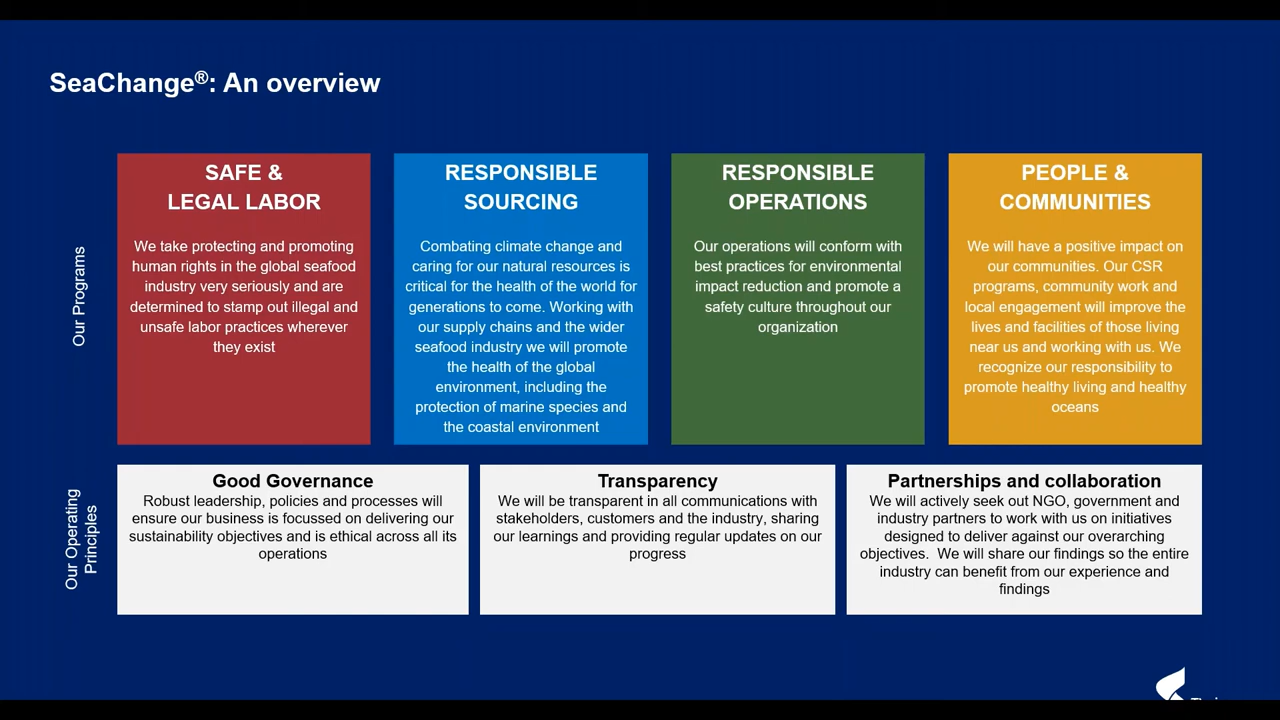 SeaChange®: An overview
Our Programs
SAFE &
LEGAL LABOR
We take protecting and promoting
human rights in the global seafood
industry very seriously and are
determined to stamp out illegal and
unsafe labor practices wherever
they exist
RESPONSIBLE
SOURCING
Combating climate change and
caring for our natural resources is
critical for the health of the world for
generations to come. Working with
our supply chains and the wider
seafood industry we will promote
the health of the global
environment, including the
protection of marine species and
the coastal environment
RESPONSIBLE
OPERATIONS
Our operations will conform with
best practices for environmental
impact reduction and promote a
safety culture throughout our
organization
PEOPLE &
COMMUNITIES
We will have a positive impact on
our communities. Our CSR
programs, community work and
local engagement will improve the
lives and facilities of those living
near us and working with us. We
recognize our responsibility to
promote healthy living and healthy
oceans
Our Operating
Principles
Good Governance
Robust leadership, policies and processes will
ensure our business is focussed on delivering our
sustainability objectives and is ethical across all its
operations
Transparency
We will be transparent in all communications with
stakeholders, customers and the industry, sharing
our learnings and providing regular updates on our
progress
Partnerships and collaboration
We will actively seek out NGO, government and
industry partners to work with us on initiatives
designed to deliver against our overarching
objectives.  We will share our findings so the entire
industry can benefit from our experience and
findings